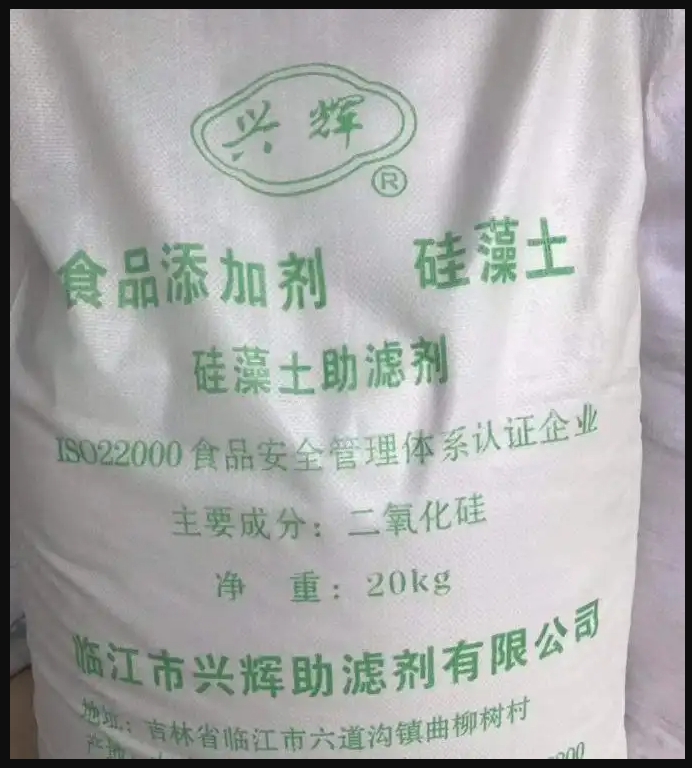 兴辉
®
食品添加剂 硅藻土
硅藻土助滤剂
ISO22000食品安全管理体系认证企业
主要成分：二氧化硅
净 重：20kg
临江市兴辉助滤剂有限公司
地址：吉林省临江市六道沟镇曲柳树村
产地